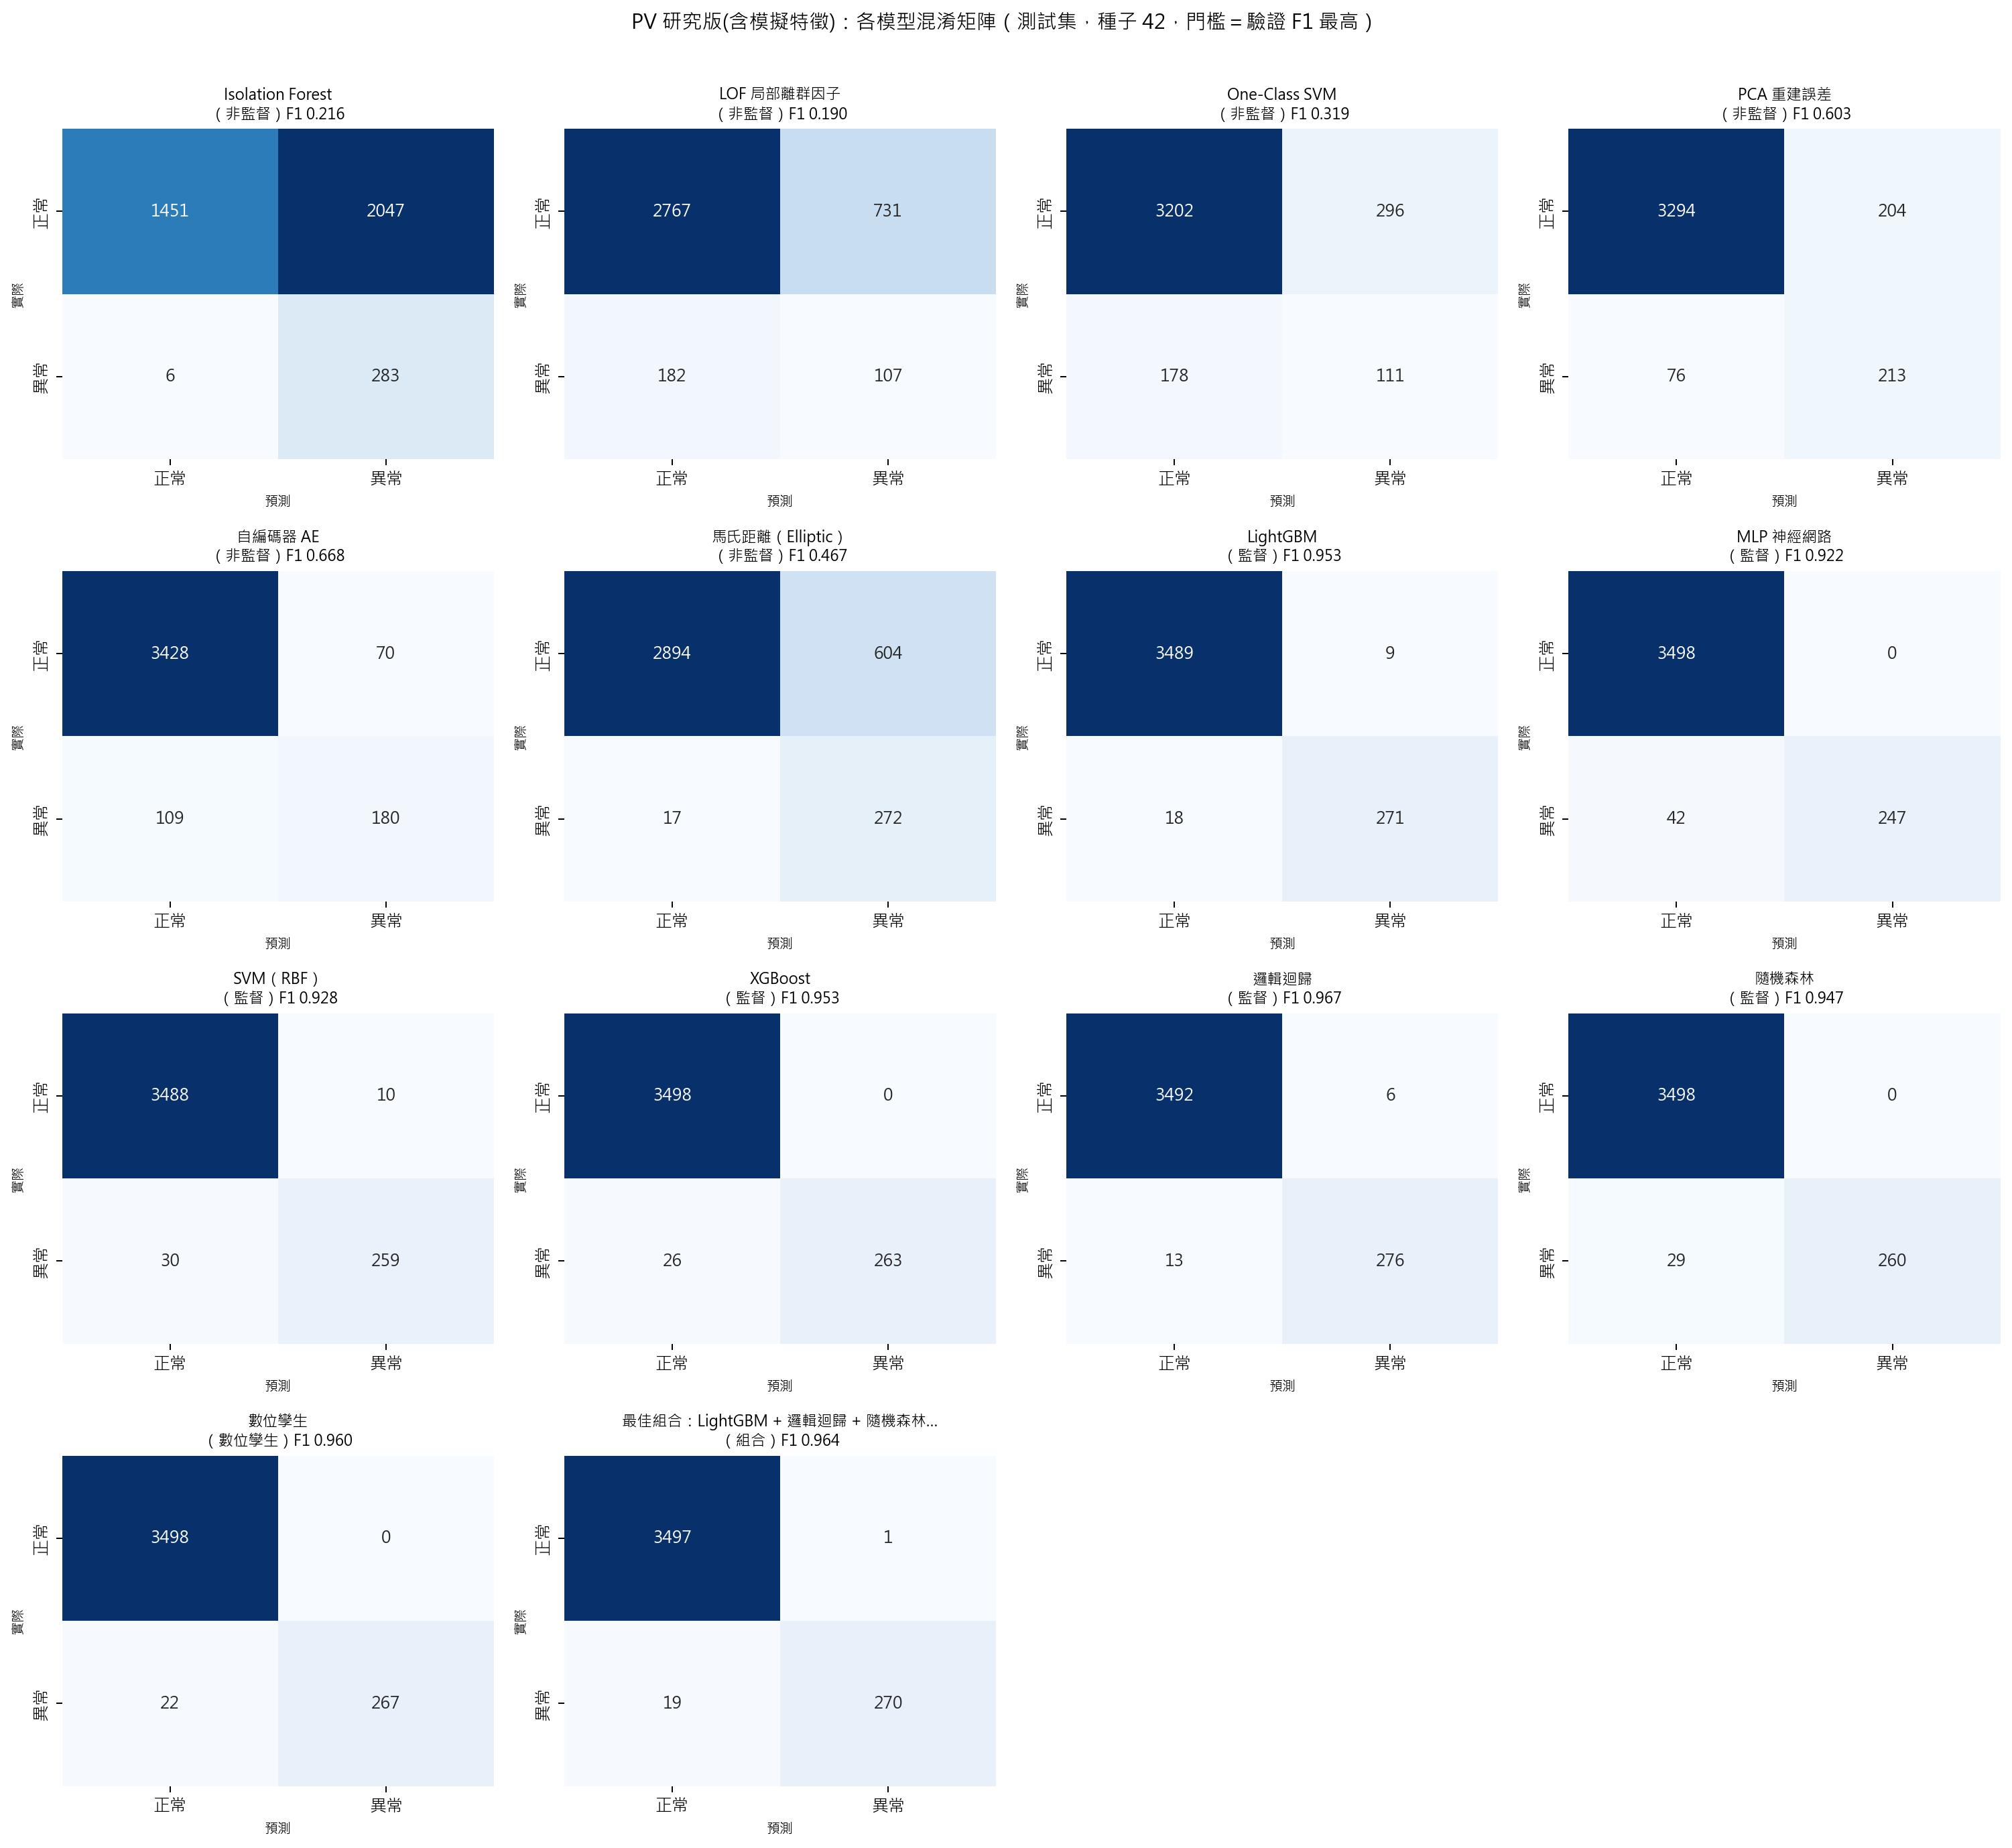 PV 研究版(含模擬特徵)：各模型混淆矩陣（測試集，種子 42，門檻＝驗證 F1 最高）
Isolation Forest
（非監督）F1 0.216
正常
1451
2047
實際
異常
6
283
正常
異常
預測
LOF 局部離群因子
（非監督）F1 0.190
正常
2767
731
實際
異常
182
107
正常
異常
預測
One-Class SVM
（非監督）F1 0.319
正常
3202
296
實際
異常
178
111
正常
異常
預測
PCA 重建誤差
（非監督）F1 0.603
正常
3294
204
實際
異常
76
213
正常
異常
預測
自編碼器 AE
（非監督）F1 0.668
正常
3428
70
實際
異常
109
180
正常
異常
預測
馬氏距離（Elliptic）
（非監督）F1 0.467
正常
2894
604
實際
異常
17
272
正常
異常
預測
LightGBM
（監督）F1 0.953
正常
3489
9
實際
異常
18
271
正常
異常
預測
MLP 神經網路
（監督）F1 0.922
正常
3498
0
實際
異常
42
247
正常
異常
預測
SVM（RBF）
（監督）F1 0.928
正常
3488
10
實際
異常
30
259
正常
異常
預測
XGBoost
（監督）F1 0.953
正常
3498
0
實際
異常
26
263
正常
異常
預測
邏輯迴歸
（監督）F1 0.967
正常
3492
6
實際
異常
13
276
正常
異常
預測
隨機森林
（監督）F1 0.947
正常
3498
0
實際
異常
29
260
正常
異常
預測
數位孿生
（數位孿生）F1 0.960
正常
3498
0
實際
異常
22
267
正常
異常
預測
最佳組合：LightGBM + 邏輯迴歸 + 隨機森林...
（組合）F1 0.964
正常
3497
1
實際
異常
19
270
正常
異常
預測